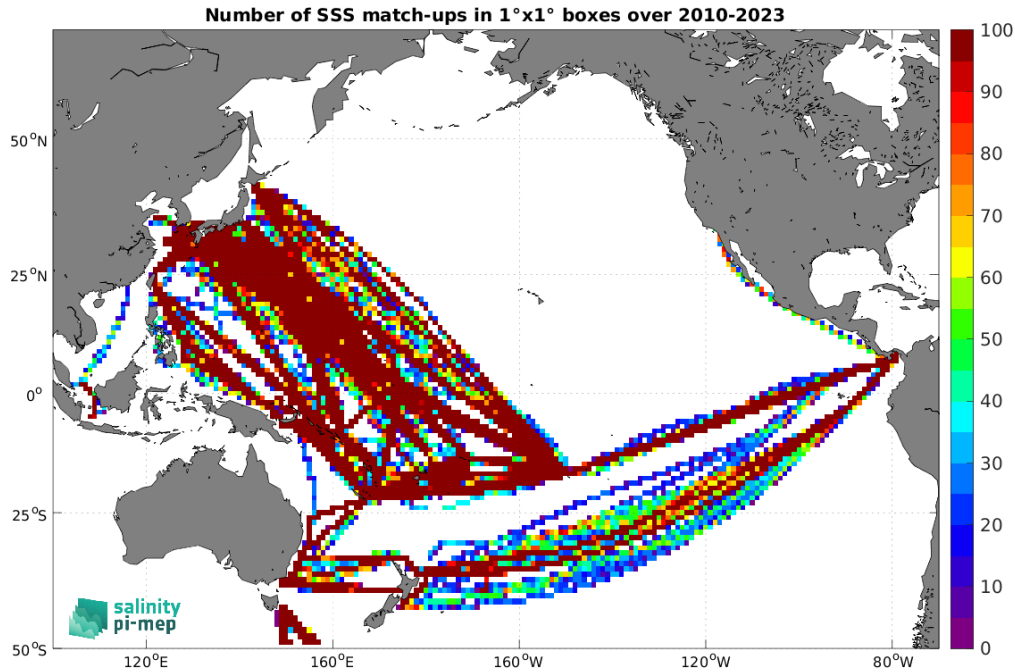 Number of SSS match-ups in 1°x1° boxes over 2010-2023
50°N
25°N
0°
25°S
50°S
120°E
160°E
160°W
120°W
80°W
100
90
80
70
60
50
40
30
20
10
0
salinity
pi-mep